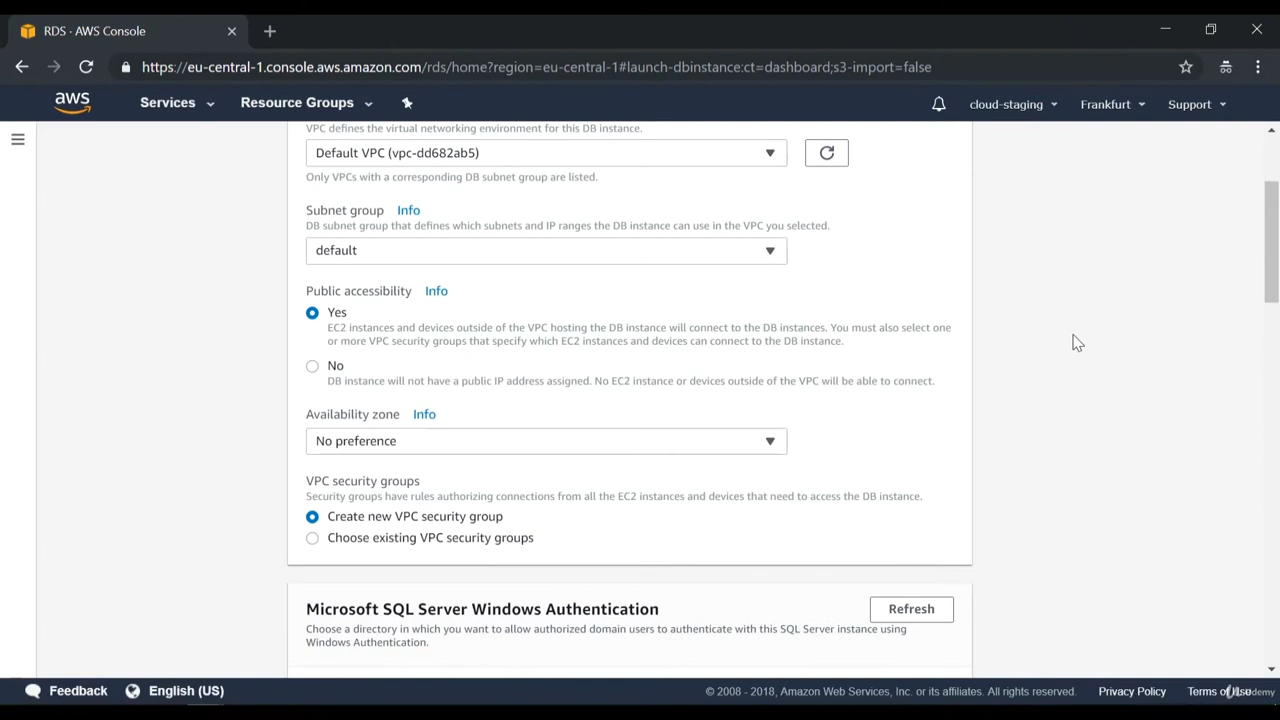 RDS · AWS Console
https://eu-central-1.console.aws.amazon.com/rds/home?region=eu-central-1#launch-dbinstance:ct=dashboard;s3-import=false
aws Services Resource Groups cloud-staging Frankfurt Support
VPC defines the virtual networking environment for this DB instance.
Default VPC (vpc-dd682ab5)
Only VPCs with a corresponding DB subnet group are listed.
Subnet group Info
DB subnet group that defines which subnets and IP ranges the DB instance can use in the VPC you selected.
default
Public accessibility Info
Yes
EC2 instances and devices outside of the VPC hosting the DB instance will connect to the DB instances. You must also select one
or more VPC security groups that specify which EC2 instances and devices can connect to the DB instance.
No
DB instance will not have a public IP address assigned. No EC2 instance or devices outside of the VPC will be able to connect.
Availability zone Info
No preference
VPC security groups
Security groups have rules authorizing connections from all the EC2 instances and devices that need to access the DB instance.
Create new VPC security group
Choose existing VPC security groups
Microsoft SQL Server Windows Authentication Refresh
Choose a directory in which you want to allow authorized domain users to authenticate with this SQL Server instance using
Windows Authentication.
Feedback English (US) © 2008 - 2018, Amazon Web Services, Inc. or its affiliates. All rights reserved. Privacy Policy Terms of Use